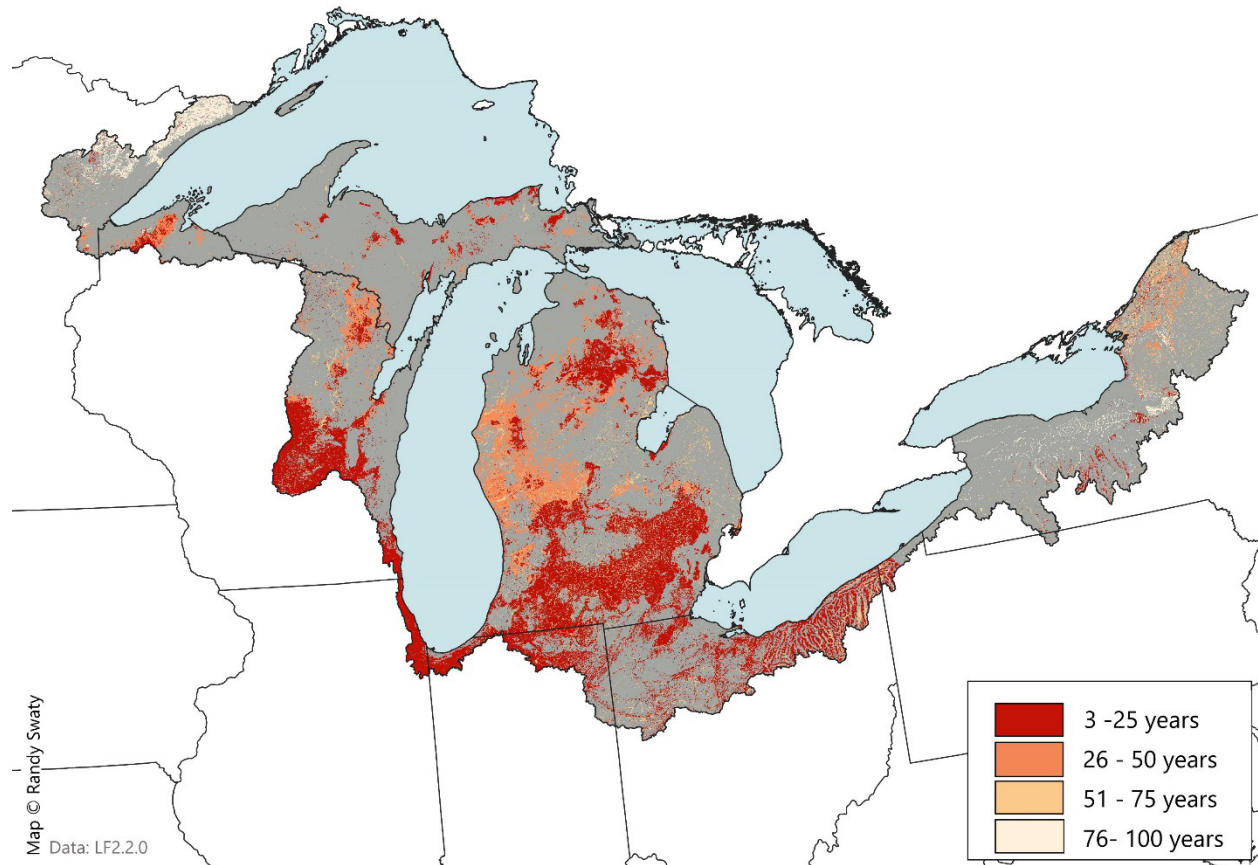 3 -25 years
26 - 50 years
51 - 75 years
76- 100 years
Map © Randy Swaty
Data: LF2.2.0